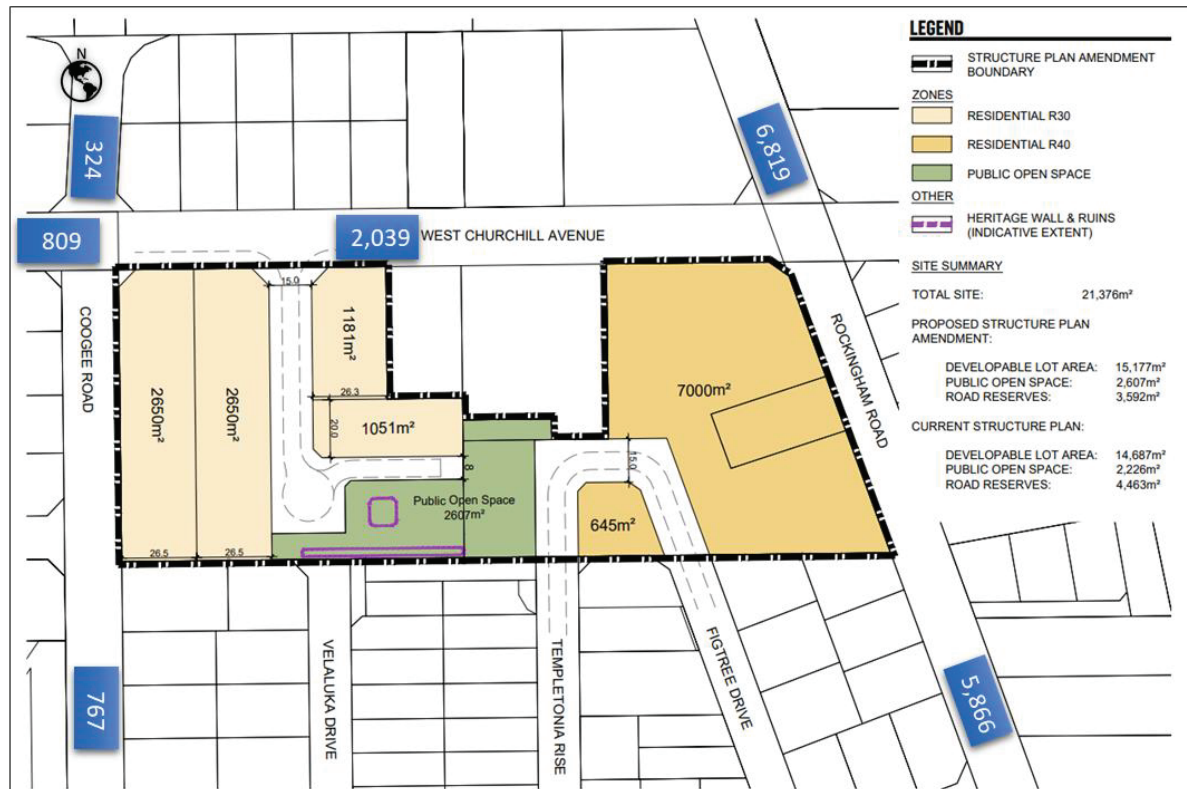 N
324
6,819
809
2,039
WEST CHURCHILL AVENUE
15.0
COOGEE ROAD
1181m²
ROCKINGHAM ROAD
2650m²
2650m²
26.3
7000m²
20.0
1051m²
15.0
8
Public Open Space
2607m²
645m²
26.5
26.5
VELALUKA DRIVE
TEMPLETONIA RISE
FIGTREE DRIVE
767
5,866
LEGEND
STRUCTURE PLAN AMENDMENT
BOUNDARY
ZONES
RESIDENTIAL R30
RESIDENTIAL R40
PUBLIC OPEN SPACE
OTHER
HERITAGE WALL & RUINS
(INDICATIVE EXTENT)
SITE SUMMARY
TOTAL SITE: 21,376m²
PROPOSED STRUCTURE PLAN
AMENDMENT:
DEVELOPABLE LOT AREA: 15,177m²
PUBLIC OPEN SPACE: 2,607m²
ROAD RESERVES: 3,592m²
CURRENT STRUCTURE PLAN:
DEVELOPABLE LOT AREA: 14,687m²
PUBLIC OPEN SPACE: 2,226m²
ROAD RESERVES: 4,463m²